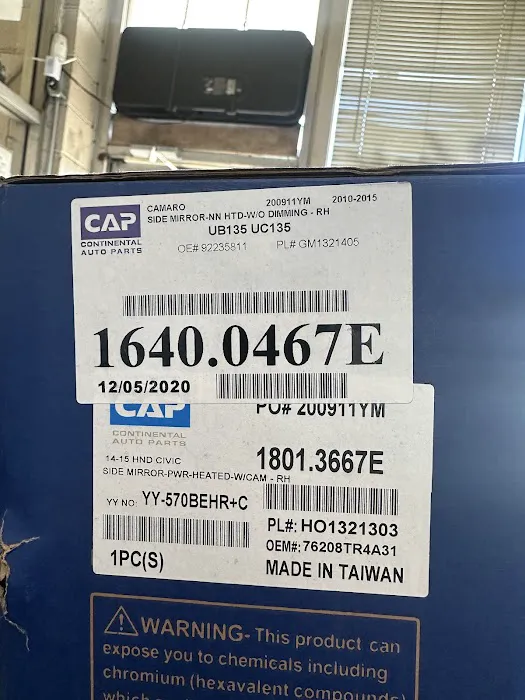 CAP
CONTINENTAL
AUTO PARTS
CAMARO 200911YM 2010-2015
SIDE MIRROR-NN HTD-W/O DIMMING - RH
UB135 UC135
OE# 92235811 PL# GM1321405
1640.0467E
12/05/2020
CAP PO# 200911YM
CONTINENTAL
AUTO PARTS
14-15 HND CIVIC 1801.3667E
SIDE MIRROR-PWR-HEATED-W/CAM - RH
YY NO: YY-570BEHR+C
PL#: HO1321303
OEM#: 76208TR4A31
1PC(S) MADE IN TAIWAN
WARNING- This product can
expose you to chemicals including
chromium (hexavalent compounds)
which